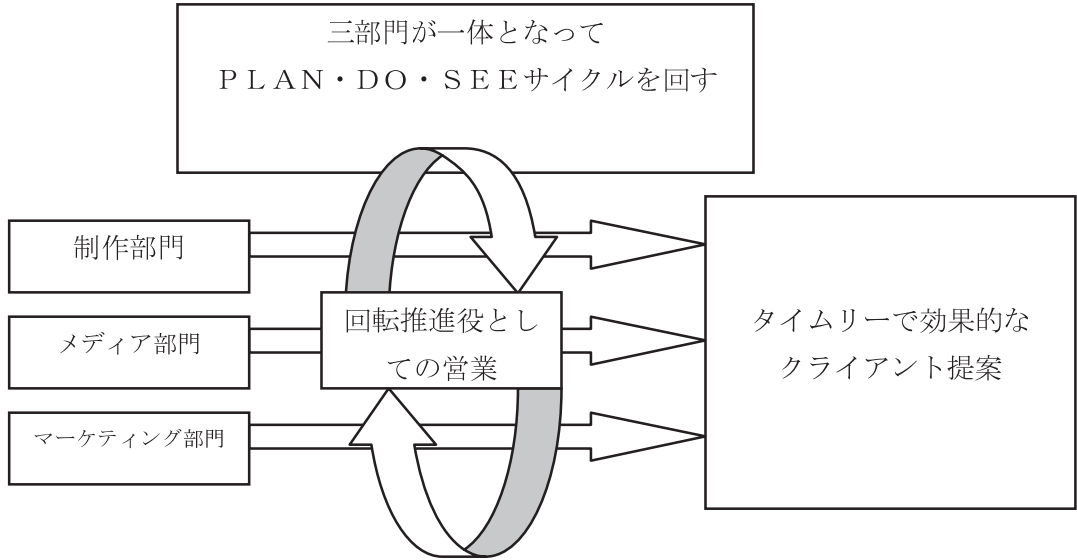 三部門が一体となって
ＰＬＡＮ・ＤＯ・ＳＥＥサイクルを回す
制作部門
メディア部門
マーケティング部門
回転推進役とし
ての営業
タイムリーで効果的な
クライアント提案